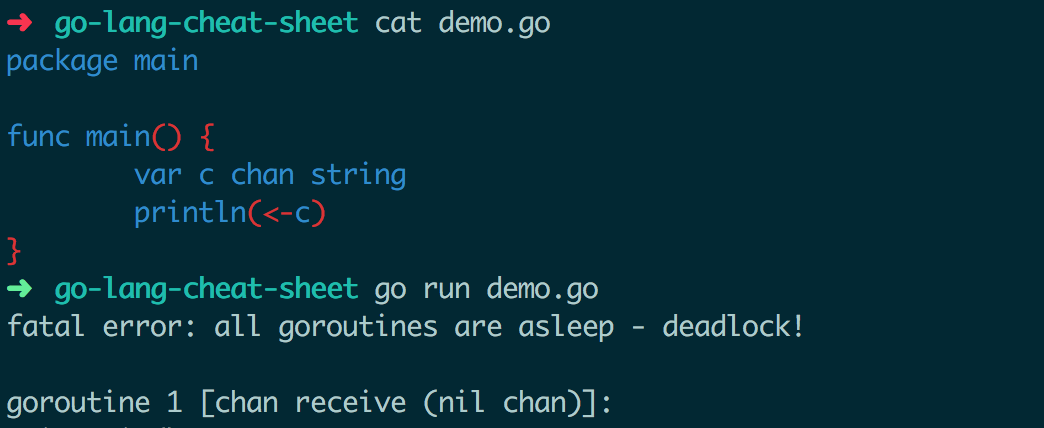 ➜ go-lang-cheat-sheet cat demo.go
package main
func main() {
var c chan string
println(<-c)
}
➜ go-lang-cheat-sheet go run demo.go
fatal error: all goroutines are asleep - deadlock!
goroutine 1 [chan receive (nil chan)]: